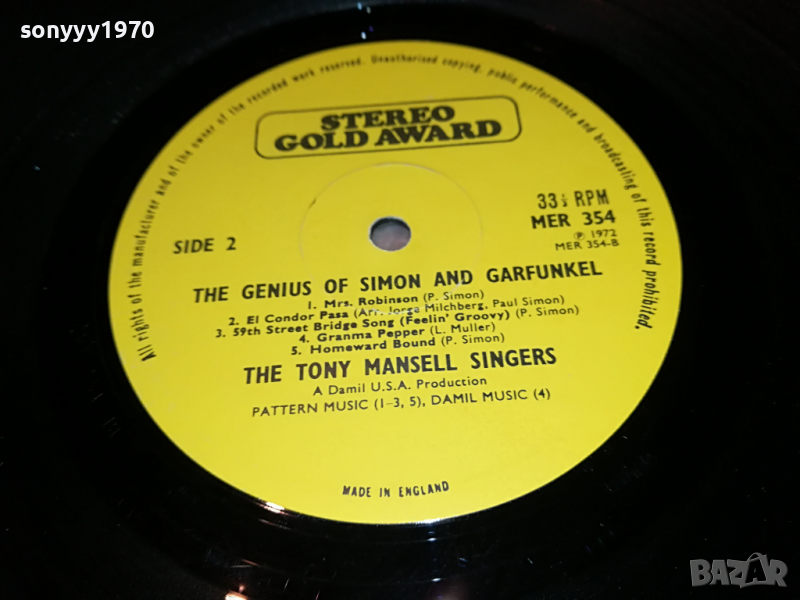 sonyyy1970
All rights of the manufacturer and of the owner of the recorded work reserved. Unauthorised copying, public performance and broadcasting of this record prohibited.
STEREO
GOLD AWARD
33⅓ RPM
MER 354
SIDE 2
Ⓟ 1972
MER 354-B
THE GENIUS OF SIMON AND GARFUNKEL
1. Mrs. Robinson (P. Simon)
2. El Condor Pasa (Arr. Jorge Milchberg, Paul Simon)
3. 59th Street Bridge Song (Feelin' Groovy) (P. Simon)
4. Granma Pepper (L. Muller)
5. Homeward Bound (P. Simon)
THE TONY MANSELL SINGERS
A Damil U.S.A. Production
PATTERN MUSIC (1-3, 5), DAMIL MUSIC (4)
MADE IN ENGLAND
BAZAR